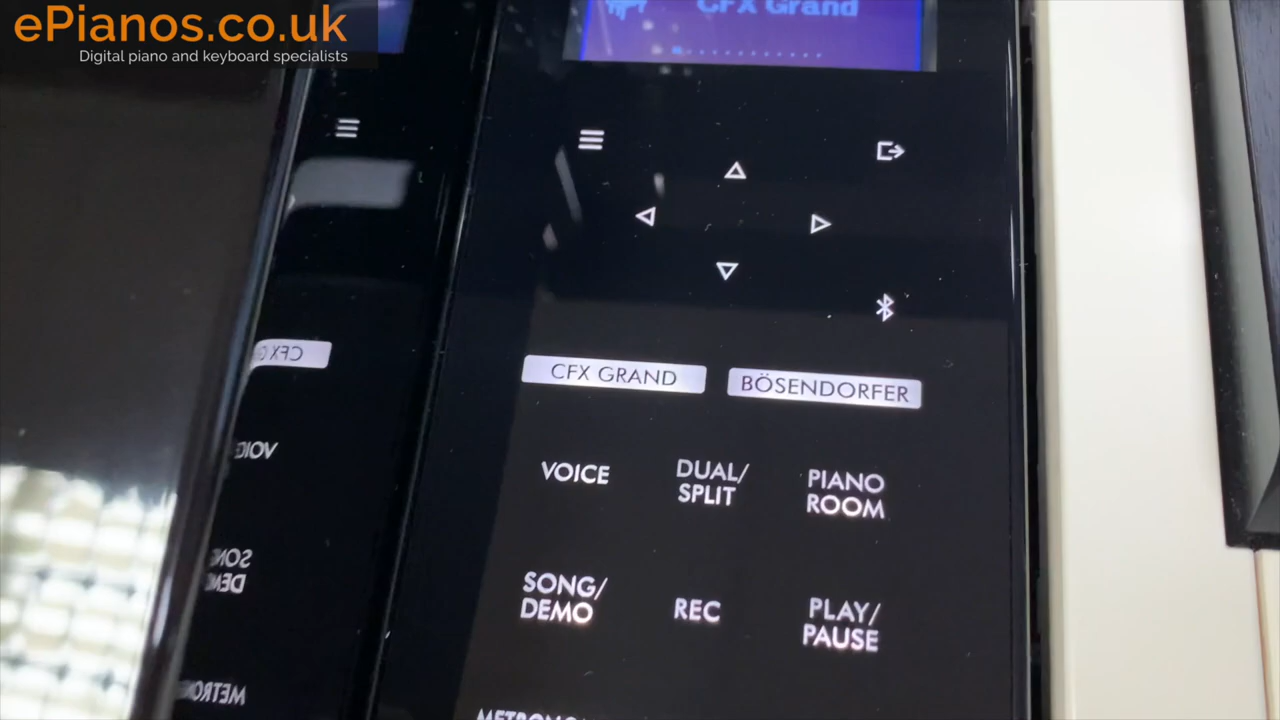 ePianos.co.uk
Digital piano and keyboard specialists
CFX Grand
CFX GRAND
BÖSENDORFER
VOICE
DUAL/
SPLIT
PIANO
ROOM
SONG/
DEMO
REC
PLAY/
PAUSE